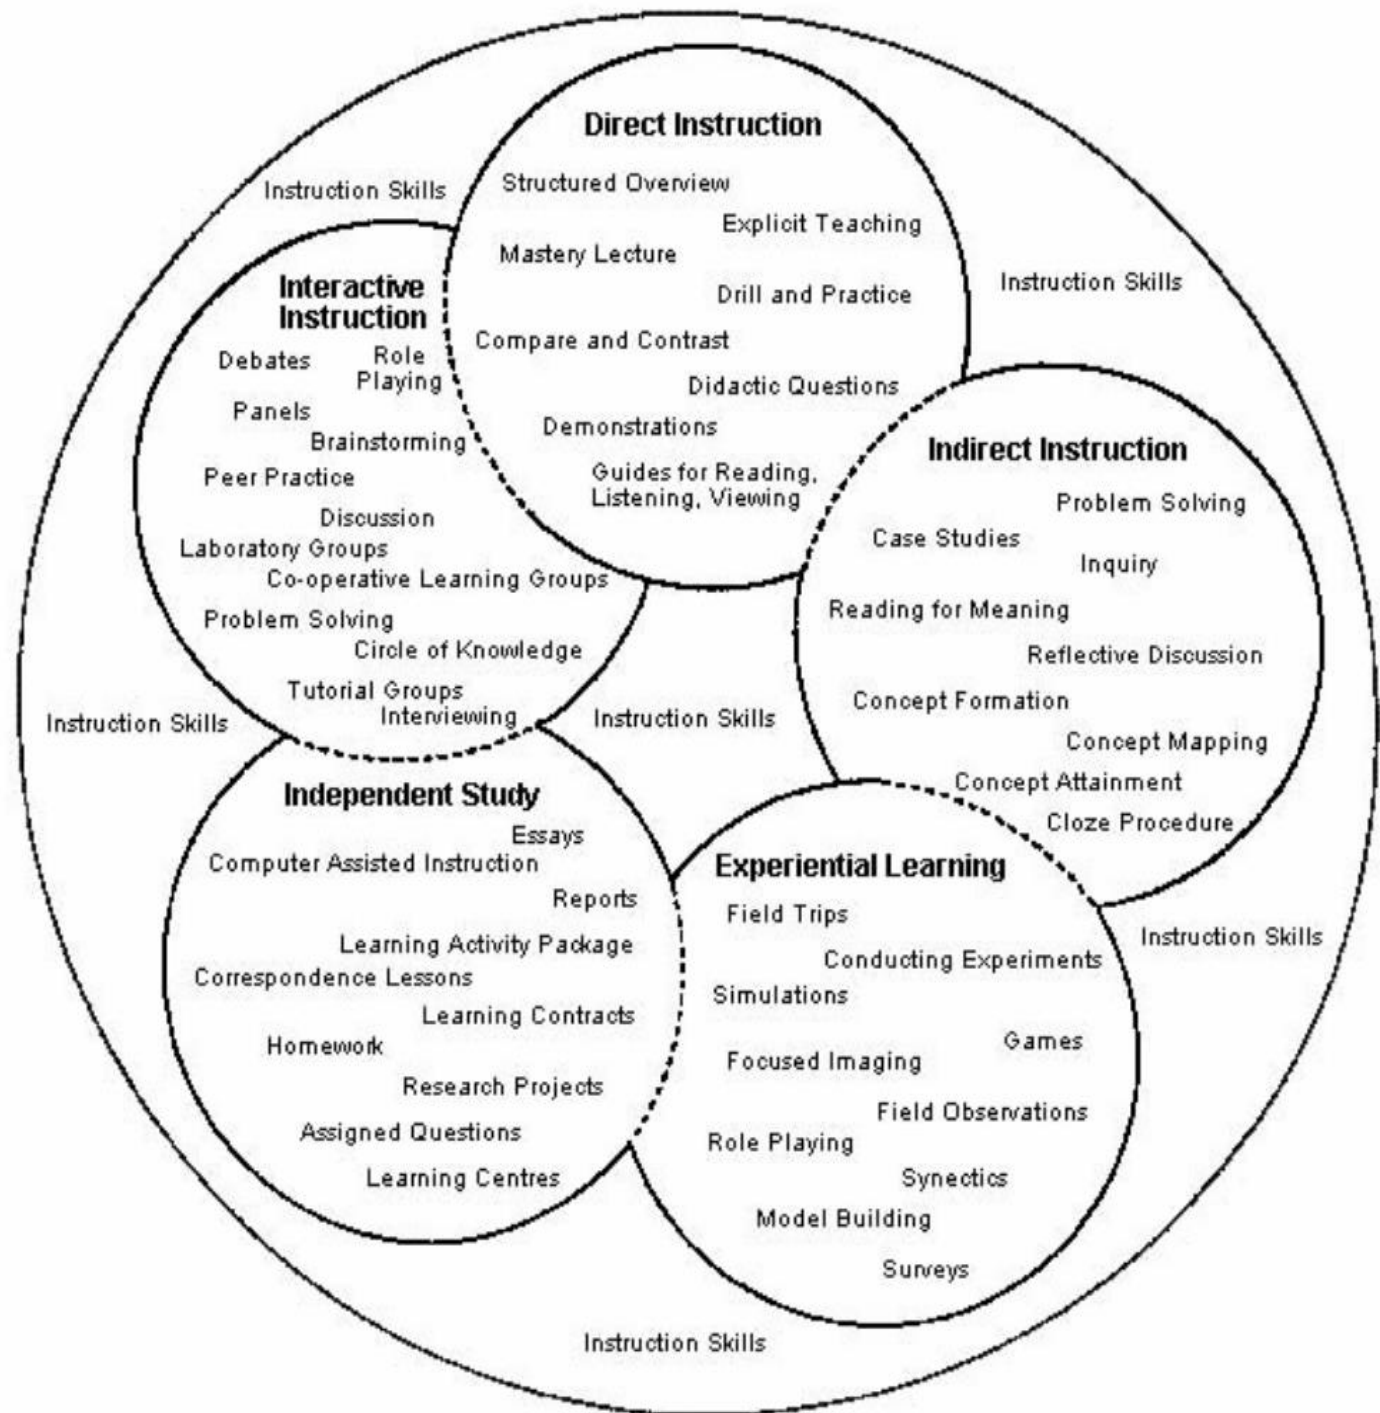 Direct Instruction
Structured Overview
Explicit Teaching
Mastery Lecture
Drill and Practice
Compare and Contrast
Didactic Questions
Demonstrations
Guides for Reading,
Listening, Viewing
Instruction Skills
Instruction Skills
Interactive
Instruction
Debates
Role
Playing
Panels
Brainstorming
Peer Practice
Discussion
Laboratory Groups
Co-operative Learning Groups
Problem Solving
Circle of Knowledge
Tutorial Groups
Interviewing
Indirect Instruction
Problem Solving
Case Studies
Inquiry
Reading for Meaning
Reflective Discussion
Concept Formation
Concept Mapping
Concept Attainment
Cloze Procedure
Instruction Skills
Instruction Skills
Independent Study
Essays
Computer Assisted Instruction
Reports
Learning Activity Package
Correspondence Lessons
Learning Contracts
Homework
Research Projects
Assigned Questions
Learning Centres
Experiential Learning
Field Trips
Conducting Experiments
Simulations
Games
Focused Imaging
Field Observations
Role Playing
Synectics
Model Building
Surveys
Instruction Skills
Instruction Skills